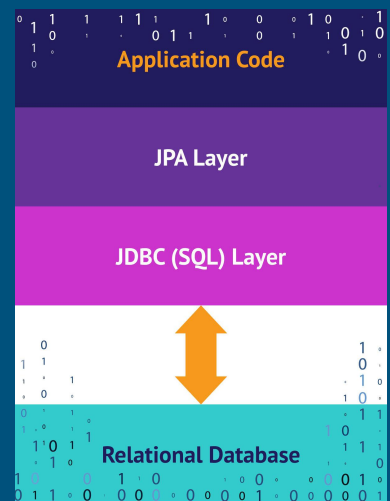 Application Code
JPA Layer
JDBC (SQL) Layer
Relational Database